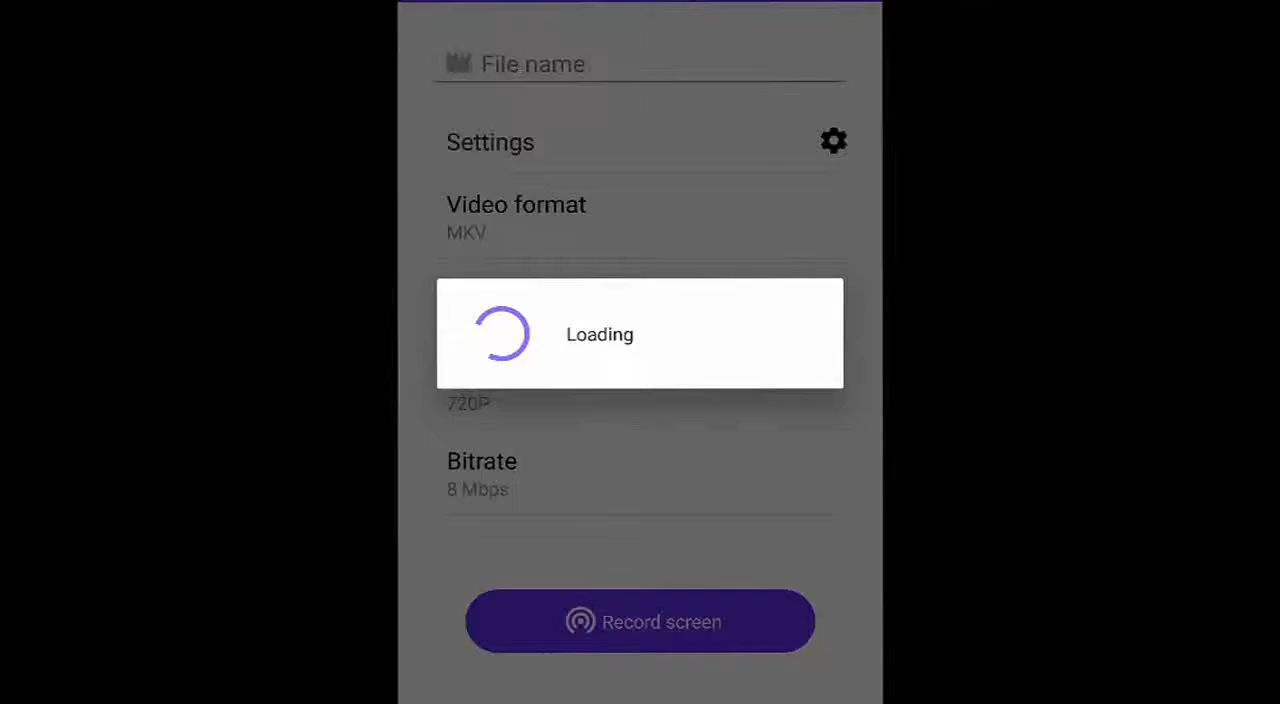 File name
Settings
Video format
MKV
Loading
720P
Bitrate
8 Mbps
Record screen